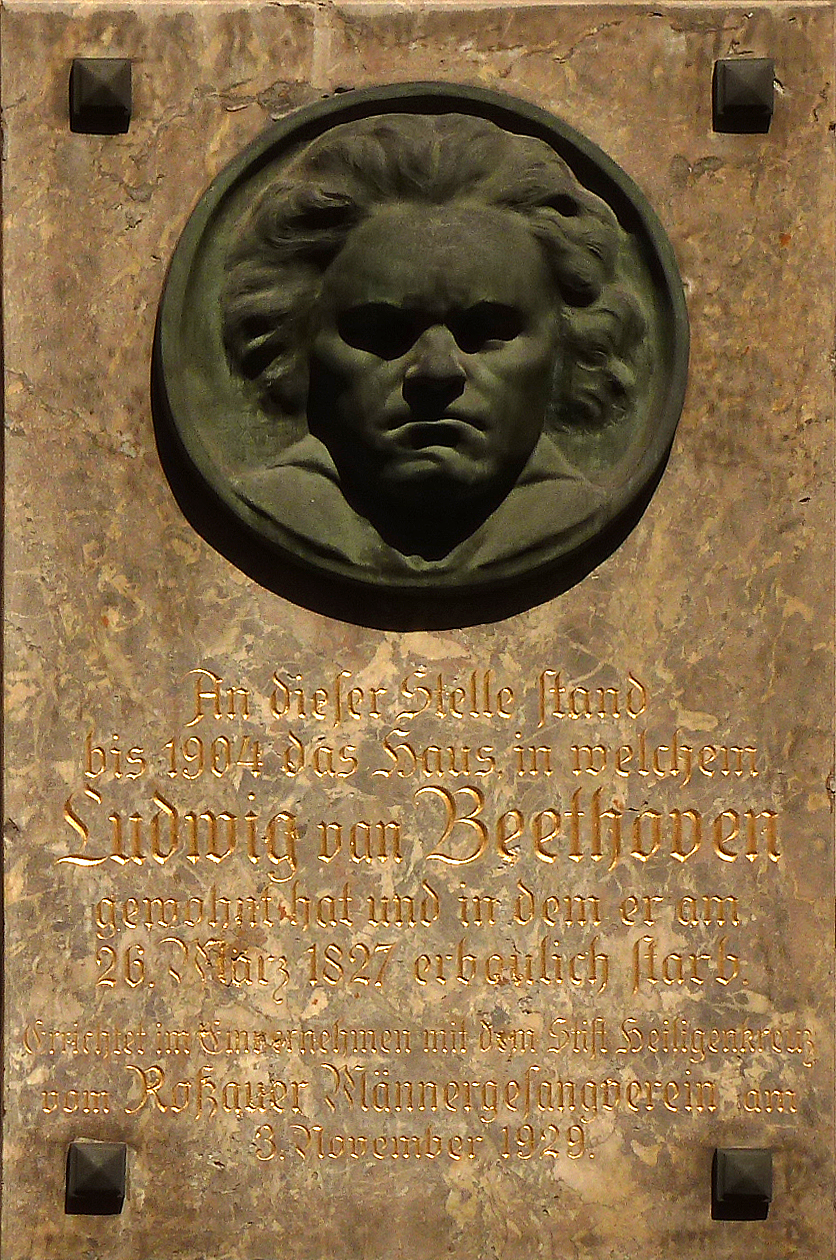 An dieſer Stelle ſtand
bis 1904 das Haus, in welchem
Ludwig van Beethoven
gewohnt hat und in dem er am
26. März 1827 erbaulich ſtarb.
Errichtet im Einvernehmen mit dem Stift Heiligenkreuz
vom Roßauer Männergeſangverein am
3. November 1929.